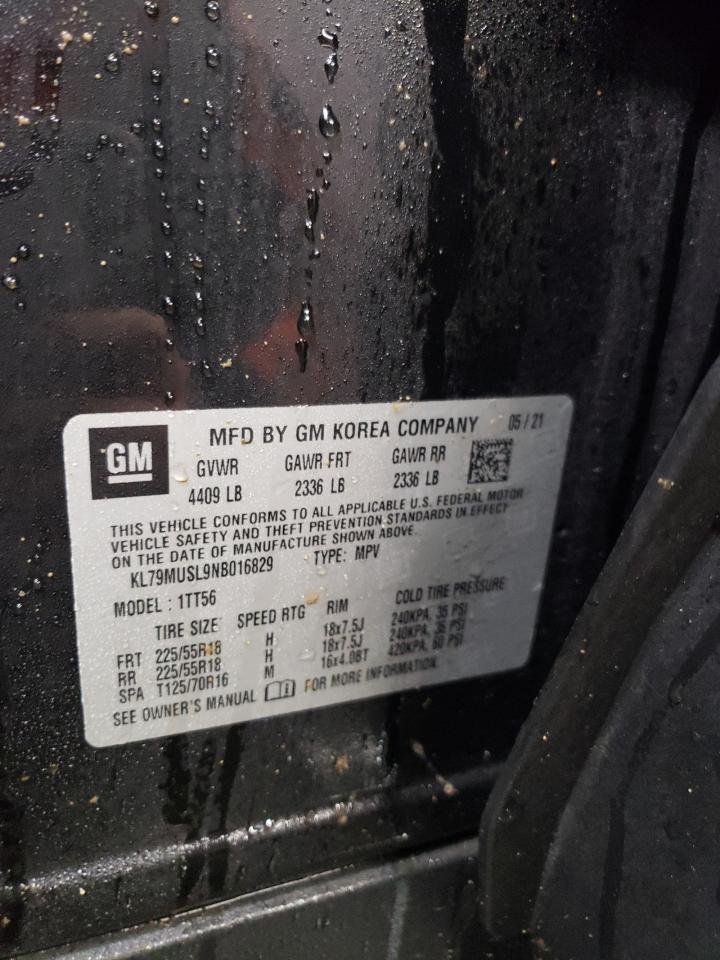 GM MFD BY GM KOREA COMPANY 05 / 21
GVWR GAWR FRT GAWR RR
4409 LB 2336 LB 2336 LB
THIS VEHICLE CONFORMS TO ALL APPLICABLE U.S. FEDERAL MOTOR
VEHICLE SAFETY AND THEFT PREVENTION STANDARDS IN EFFECT
ON THE DATE OF MANUFACTURE SHOWN ABOVE.
KL79MUSL9NB016829 TYPE: MPV
MODEL : 1TT56
TIRE SIZE SPEED RTG RIM COLD TIRE PRESSURE
FRT 225/55R18 H 18x7.5J 240KPA, 35 PSI
RR 225/55R18 H 18x7.5J 240KPA, 35 PSI
SPA T125/70R16 M 16x4.0BT 420KPA, 60 PSI
SEE OWNER'S MANUAL FOR MORE INFORMATION.